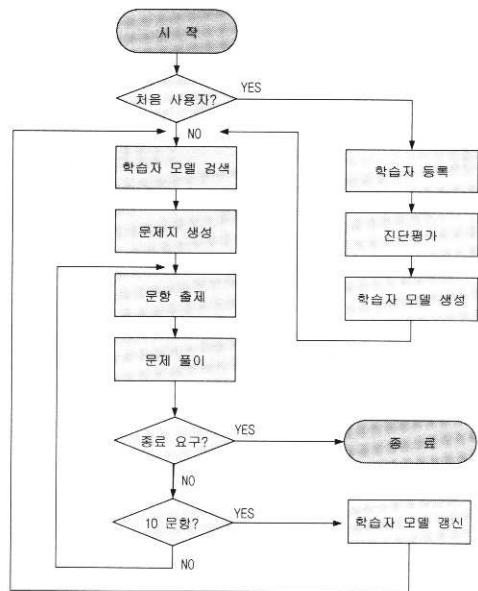 시 작
처음 사용자?
YES
NO
학습자 모델 검색
학습자 등록
문제지 생성
진단평가
문항 출제
학습자 모델 생성
문제 풀이
종료 요구?
YES
종 료
NO
10 문항?
YES
학습자 모델 갱신
NO